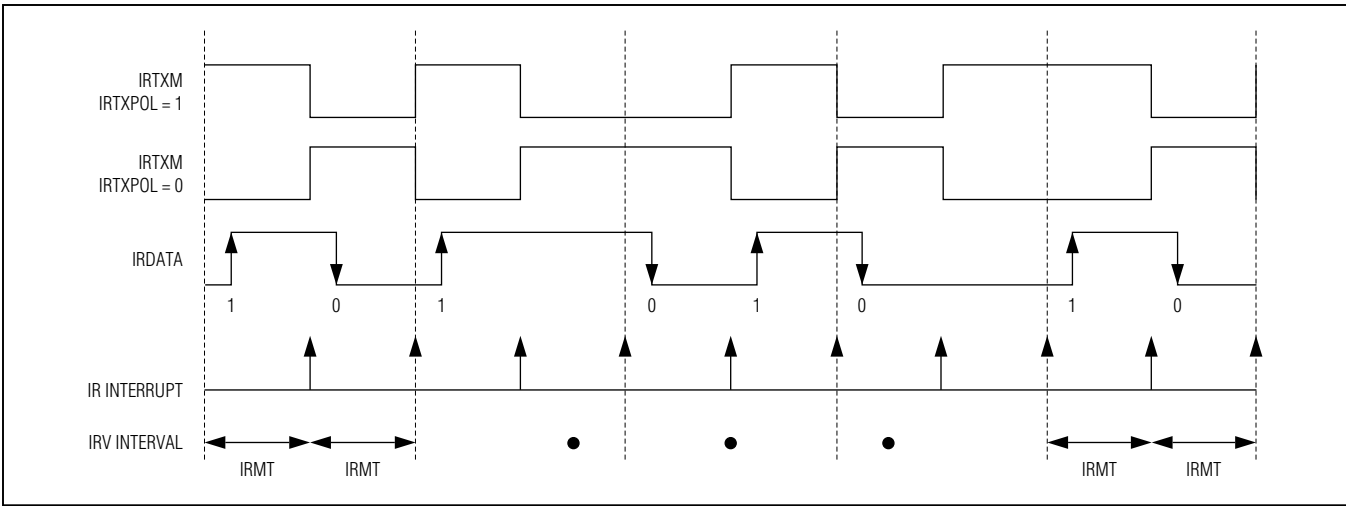 IRTXM
IRTXPOL = 1
IRTXM
IRTXPOL = 0
IRDATA
1 0 1 0 1 0 1 0
IR INTERRUPT
IRV INTERVAL
IRMT IRMT IRMT IRMT